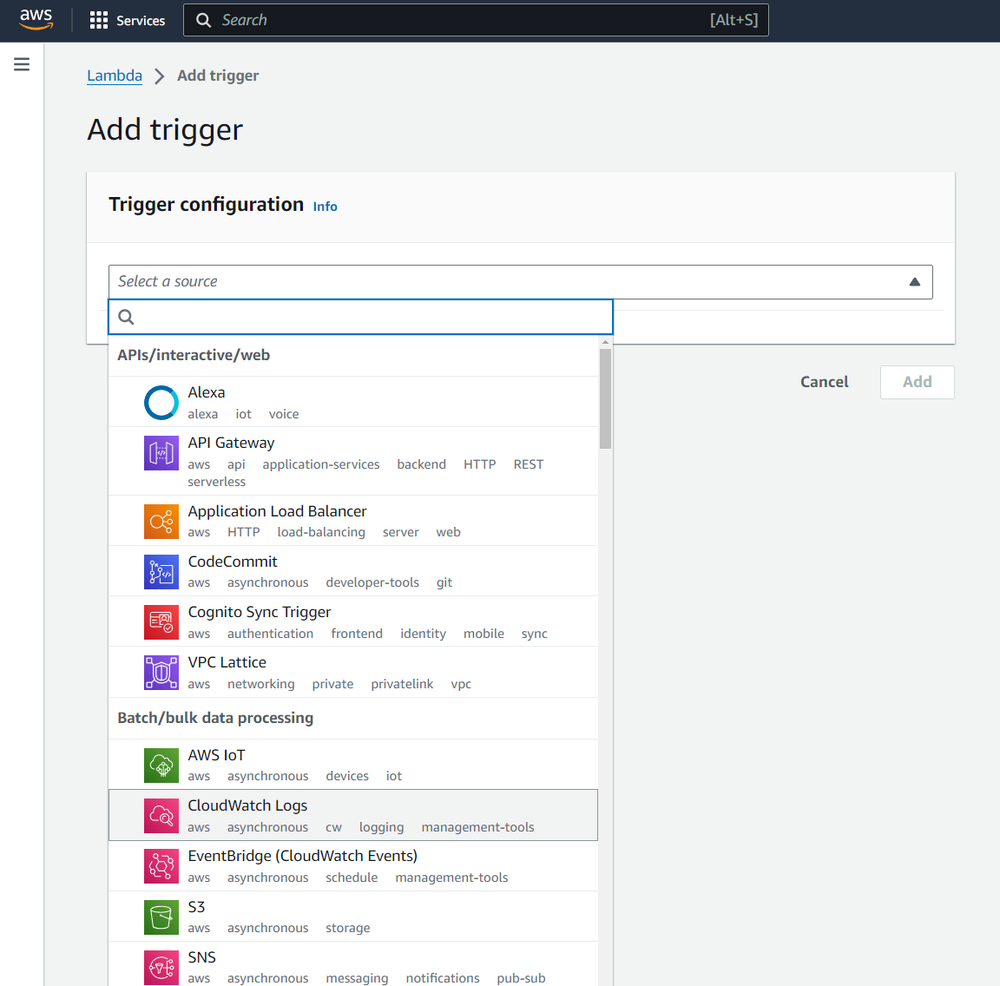 aws Services Search [Alt+S]
Lambda Add trigger
Add trigger
Trigger configuration Info
Select a source
APIs/interactive/web
Alexa
alexa iot voice
API Gateway
aws api application-services backend HTTP REST
serverless
Application Load Balancer
aws HTTP load-balancing server web
CodeCommit
aws asynchronous developer-tools git
Cognito Sync Trigger
aws authentication frontend identity mobile sync
VPC Lattice
aws networking private privatelink vpc
Batch/bulk data processing
AWS IoT
aws asynchronous devices iot
CloudWatch Logs
aws asynchronous cw logging management-tools
EventBridge (CloudWatch Events)
aws asynchronous schedule management-tools
S3
aws asynchronous storage
SNS
aws asynchronous messaging notifications pub-sub
Cancel Add